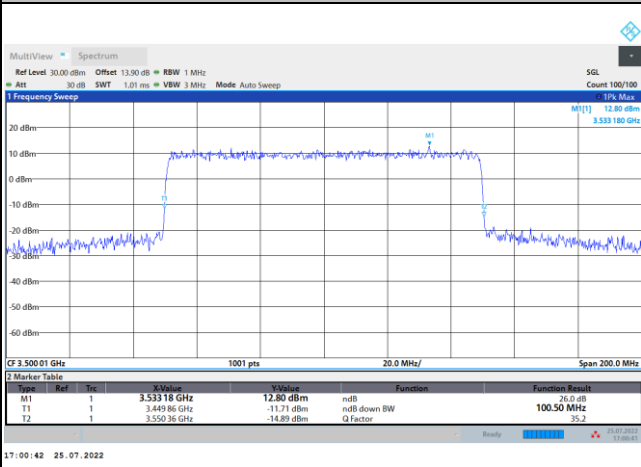 MultiView Spectrum
Ref Level 30.00 dBm Offset 13.90 dB RBW 1 MHz SGL
Att 30 dB SWT 1.01 ms VBW 3 MHz Mode Auto Sweep Count 100/100
1 Frequency Sweep 1Pk Max
M1[1] 12.80 dBm
3.533 180 GHz
20 dBm
M1
10 dBm
0 dBm
T1
-10 dBm
T2
-20 dBm
-30 dBm
-40 dBm
-50 dBm
-60 dBm
CF 3.500 01 GHz 1001 pts 20.0 MHz/ Span 200.0 MHz
2 Marker Table
Type Ref Trc X-Value Y-Value Function Function Result
M1 1 3.533 18 GHz 12.80 dBm ndB 26.0 dB
T1 1 3.449 86 GHz -11.71 dBm ndB down BW 100.50 MHz
T2 1 3.550 36 GHz -14.89 dBm Q Factor 35.2
Ready 25.07.2022
17:00:41
17:00:42 25.07.2022